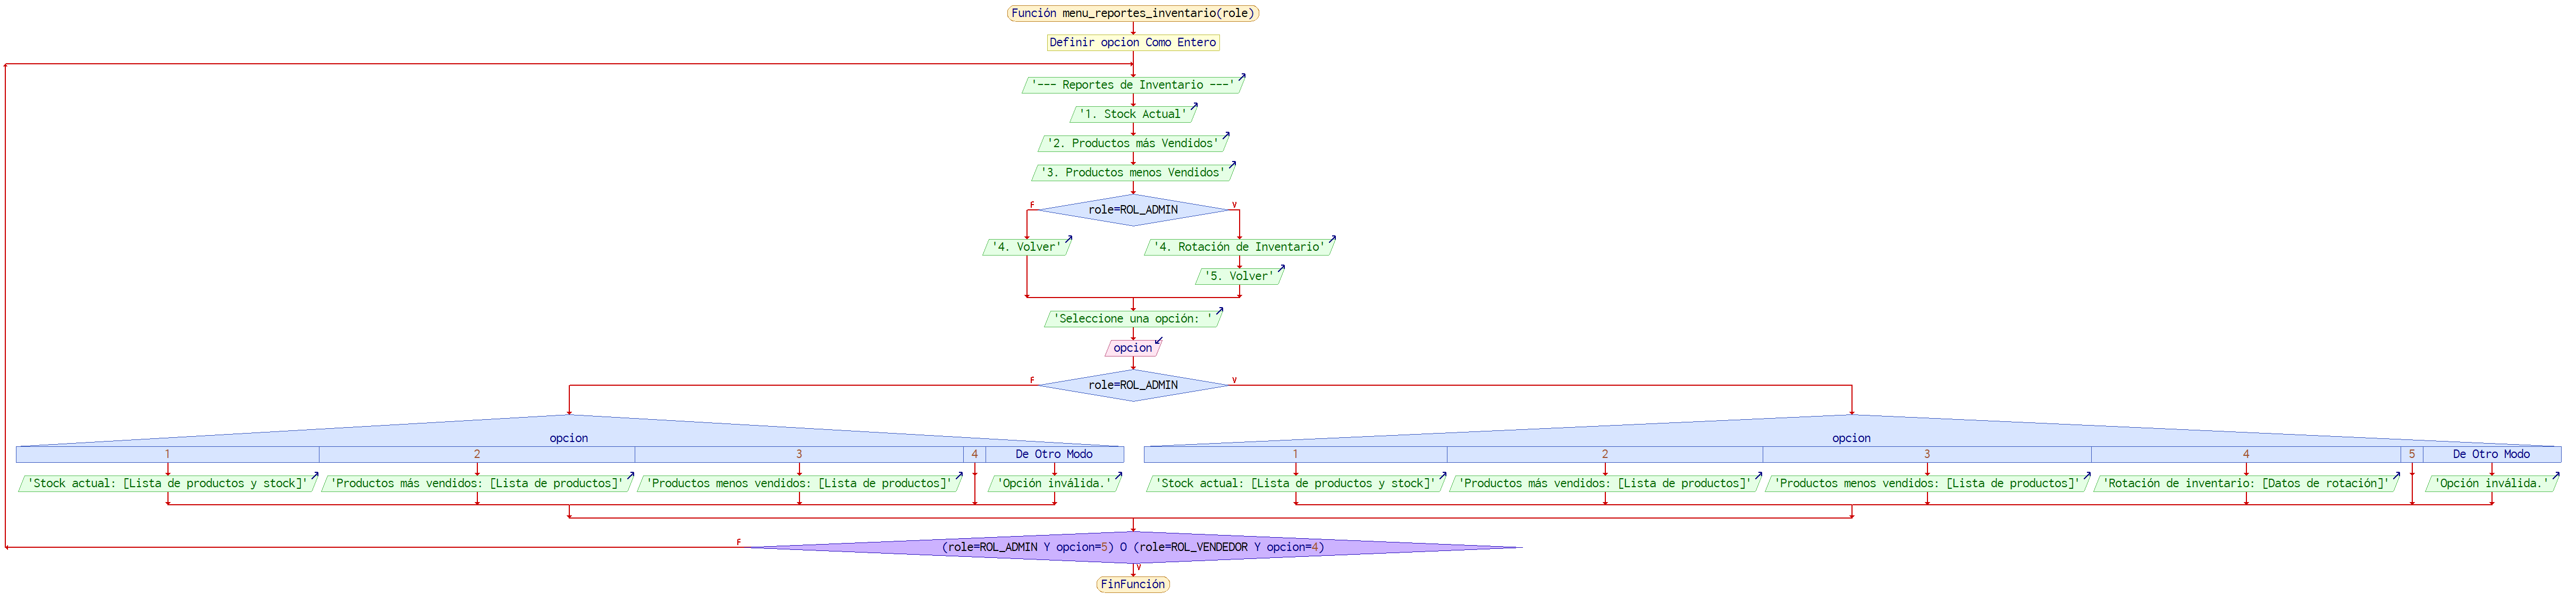 Función menu_reportes_inventario(role)
Definir opcion Como Entero
'--- Reportes de Inventario ---'
'1. Stock Actual'
'2. Productos más Vendidos'
'3. Productos menos Vendidos'
F
role=ROL_ADMIN
V
'4. Volver'
'4. Rotación de Inventario'
'5. Volver'
'Seleccione una opción: '
opcion
F
role=ROL_ADMIN
V
opcion
1
2
3
4
De Otro Modo
'Stock actual: [Lista de productos y stock]'
'Productos más vendidos: [Lista de productos]'
'Productos menos vendidos: [Lista de productos]'
'Opción inválida.'
opcion
1
2
3
4
5
De Otro Modo
'Stock actual: [Lista de productos y stock]'
'Productos más vendidos: [Lista de productos]'
'Productos menos vendidos: [Lista de productos]'
'Rotación de inventario: [Datos de rotación]'
'Opción inválida.'
F
(role=ROL_ADMIN Y opcion=5) O (role=ROL_VENDEDOR Y opcion=4)
V
FinFunción